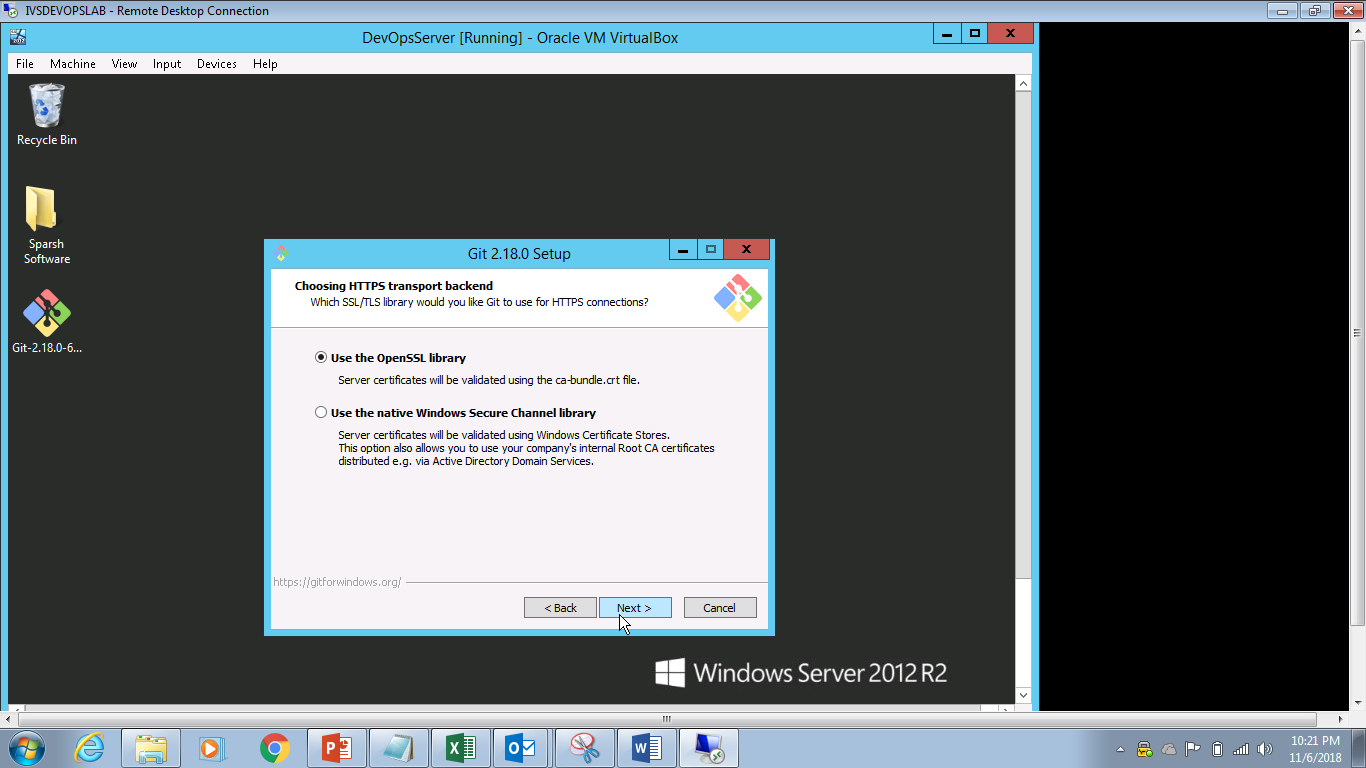 IVSDEVOPSLAB - Remote Desktop Connection
DevOpsServer [Running] - Oracle VM VirtualBox
File Machine View Input Devices Help
Recycle Bin
Sparsh
Software
Git-2.18.0-6...
Git 2.18.0 Setup
Choosing HTTPS transport backend
Which SSL/TLS library would you like Git to use for HTTPS connections?
Use the OpenSSL library
Server certificates will be validated using the ca-bundle.crt file.
Use the native Windows Secure Channel library
Server certificates will be validated using Windows Certificate Stores.
This option also allows you to use your company's internal Root CA certificates
distributed e.g. via Active Directory Domain Services.
https://gitforwindows.org/
< Back Next > Cancel
Windows Server 2012 R2
10:21 PM
11/6/2018